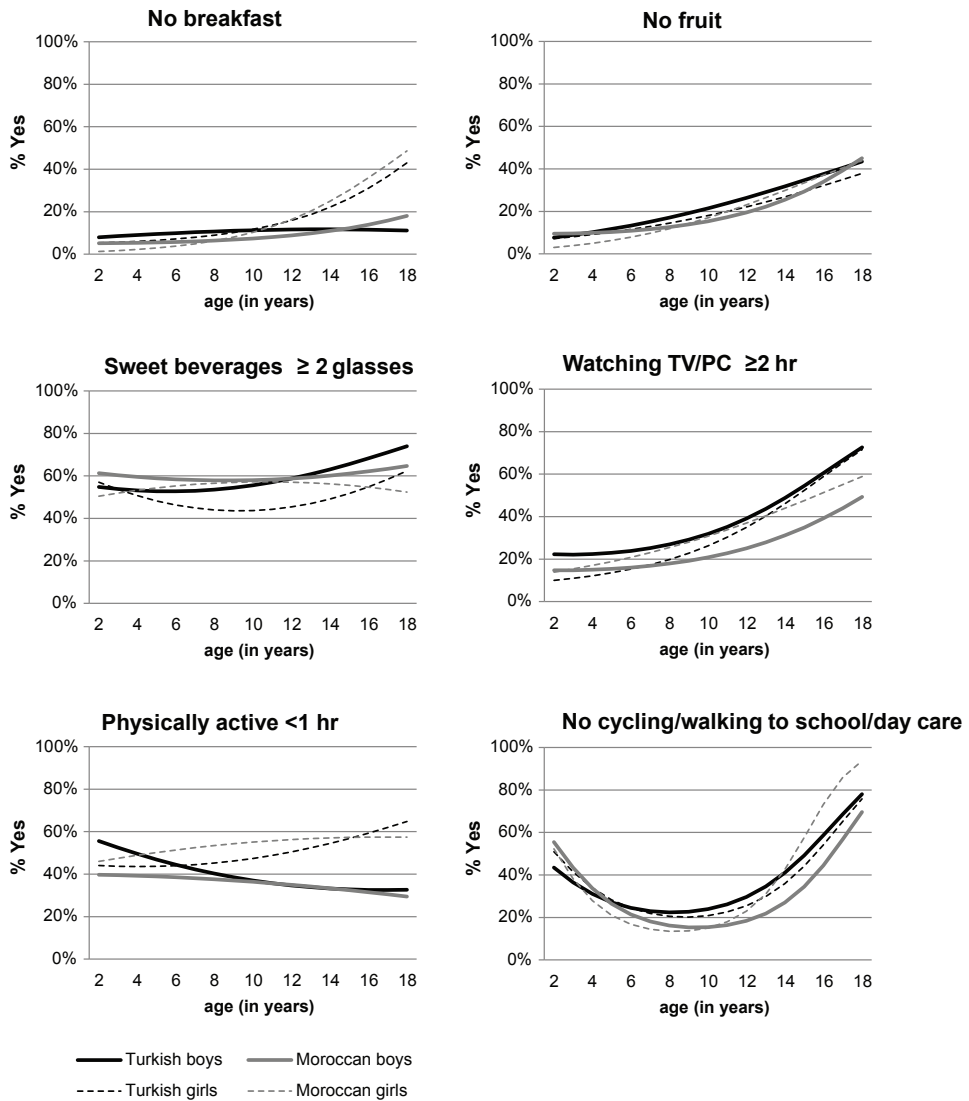 No breakfast
100%
80%
60%
40%
20%
0%
% Yes
2 4 6 8 10 12 14 16 18
age (in years)
No fruit
100%
80%
60%
40%
20%
0%
% Yes
2 4 6 8 10 12 14 16 18
age (in years)
Sweet beverages ≥ 2 glasses
100%
80%
60%
40%
20%
0%
% Yes
2 4 6 8 10 12 14 16 18
age (in years)
Watching TV/PC ≥2 hr
100%
80%
60%
40%
20%
0%
% Yes
2 4 6 8 10 12 14 16 18
age (in years)
Physically active <1 hr
100%
80%
60%
40%
20%
0%
% Yes
2 4 6 8 10 12 14 16 18
age (in years)
No cycling/walking to school/day care
100%
80%
60%
40%
20%
0%
% Yes
2 4 6 8 10 12 14 16 18
age (in years)
Turkish boys Moroccan boys
Turkish girls Moroccan girls